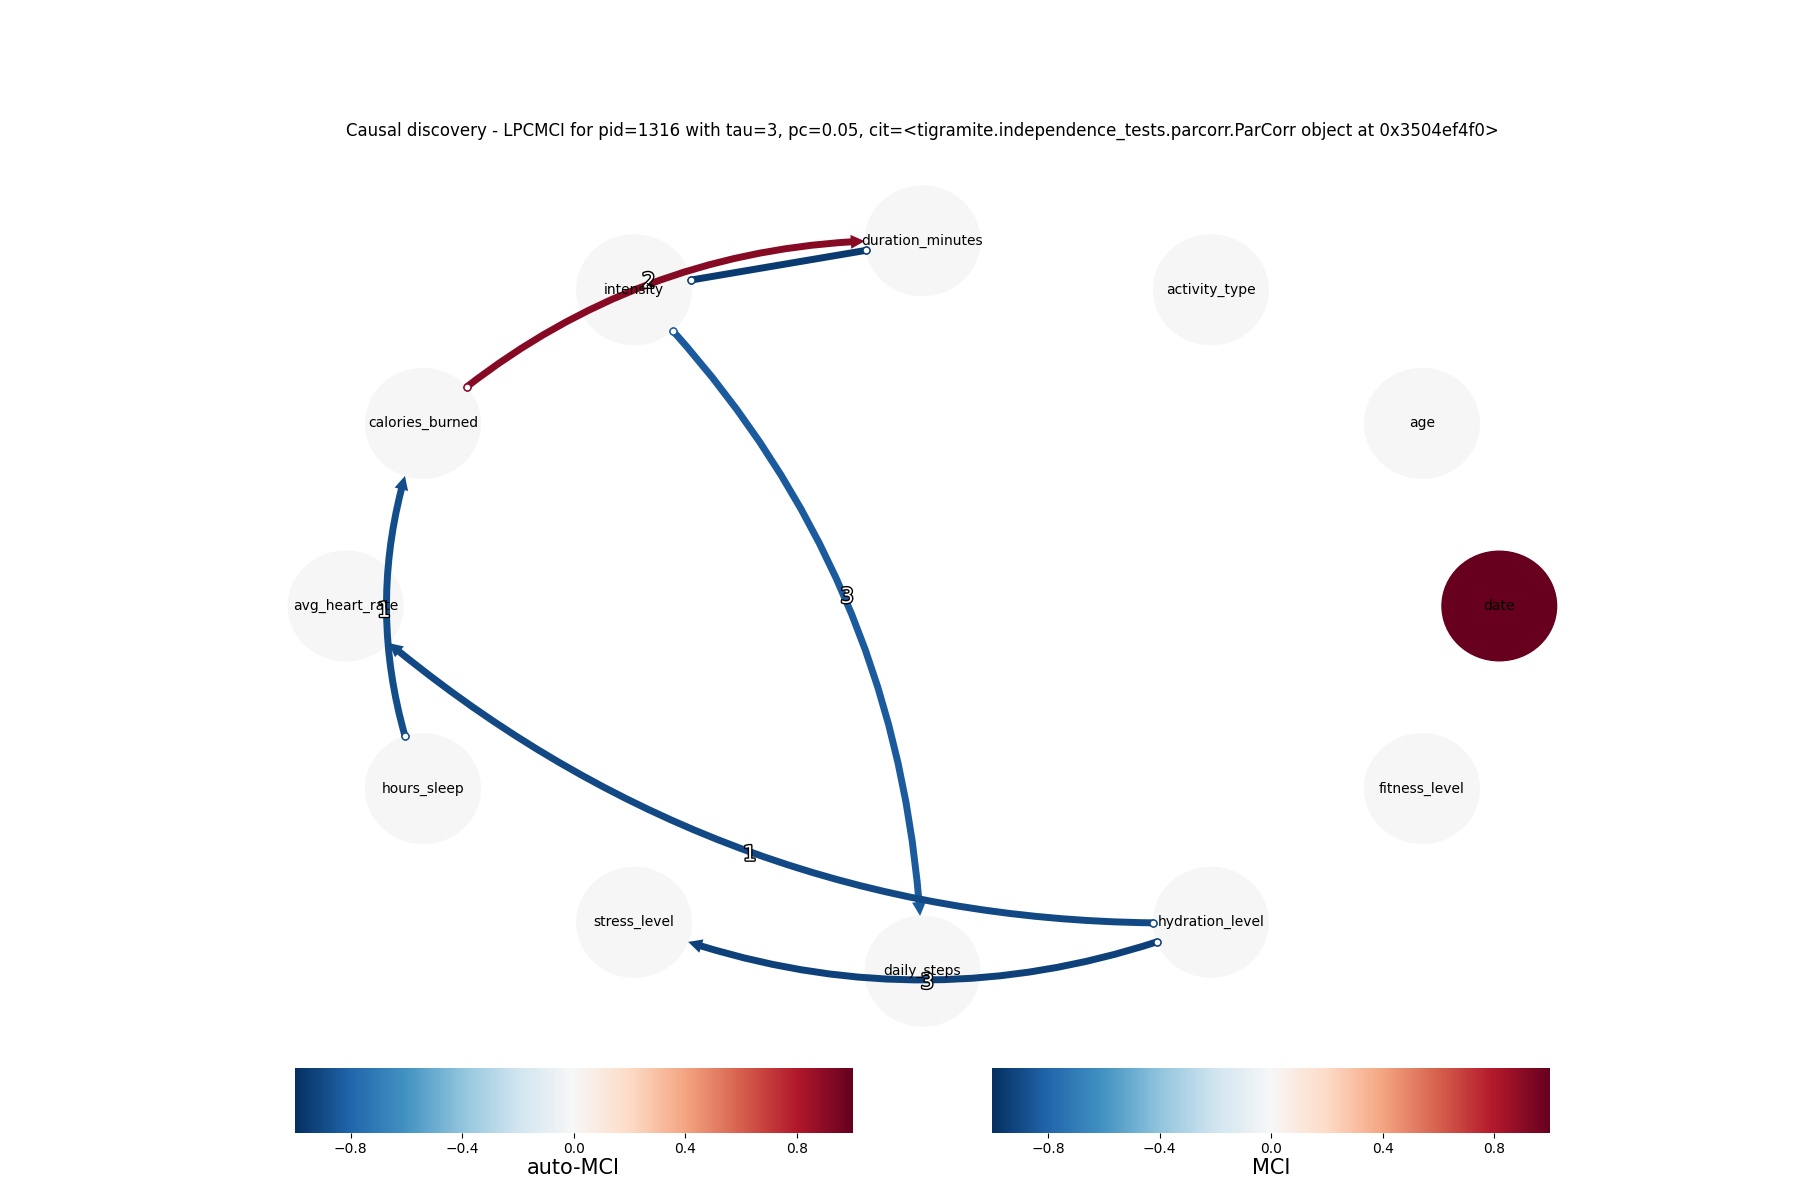 Causal discovery - LPCMCI for pid=1316 with tau=3, pc=0.05, cit=<tigramite.independence_tests.parcorr.ParCorr object at 0x3504ef4f0>
duration_minutes
2
intensity
activity_type
calories_burned
age
3
avg_heart_rate
1
date
hours_sleep
fitness_level
1
stress_level
hydration_level
daily_steps
3
−0.8 −0.4 0.0 0.4 0.8
auto-MCI
−0.8 −0.4 0.0 0.4 0.8
MCI